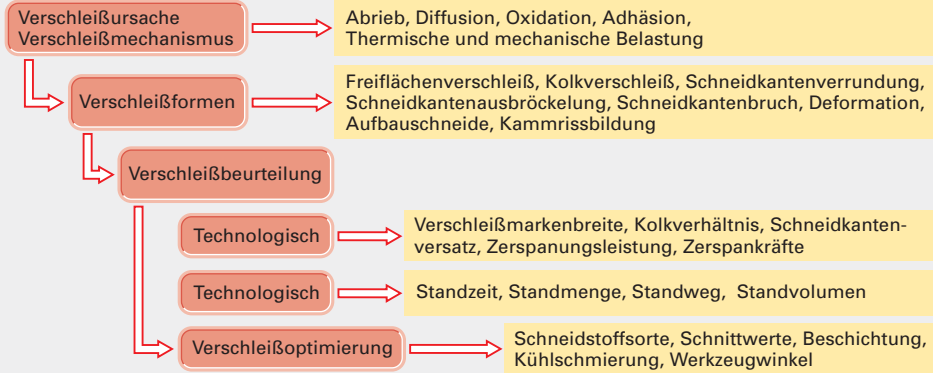 Verschleißursache
Verschleißmechanismus
Abrieb, Diffusion, Oxidation, Adhäsion,
Thermische und mechanische Belastung
Verschleißformen
Freiflächenverschleiß, Kolkverschleiß, Schneidkantenverrundung,
Schneidkantenausbröckelung, Schneidkantenbruch, Deformation,
Aufbauschneide, Kammrissbildung
Verschleißbeurteilung
Technologisch
Verschleißmarkenbreite, Kolkverhältnis, Schneidkanten-
versatz, Zerspanungsleistung, Zerspankräfte
Technologisch
Standzeit, Standmenge, Standweg, Standvolumen
Verschleißoptimierung
Schneidstoffsorte, Schnittwerte, Beschichtung,
Kühlschmierung, Werkzeugwinkel